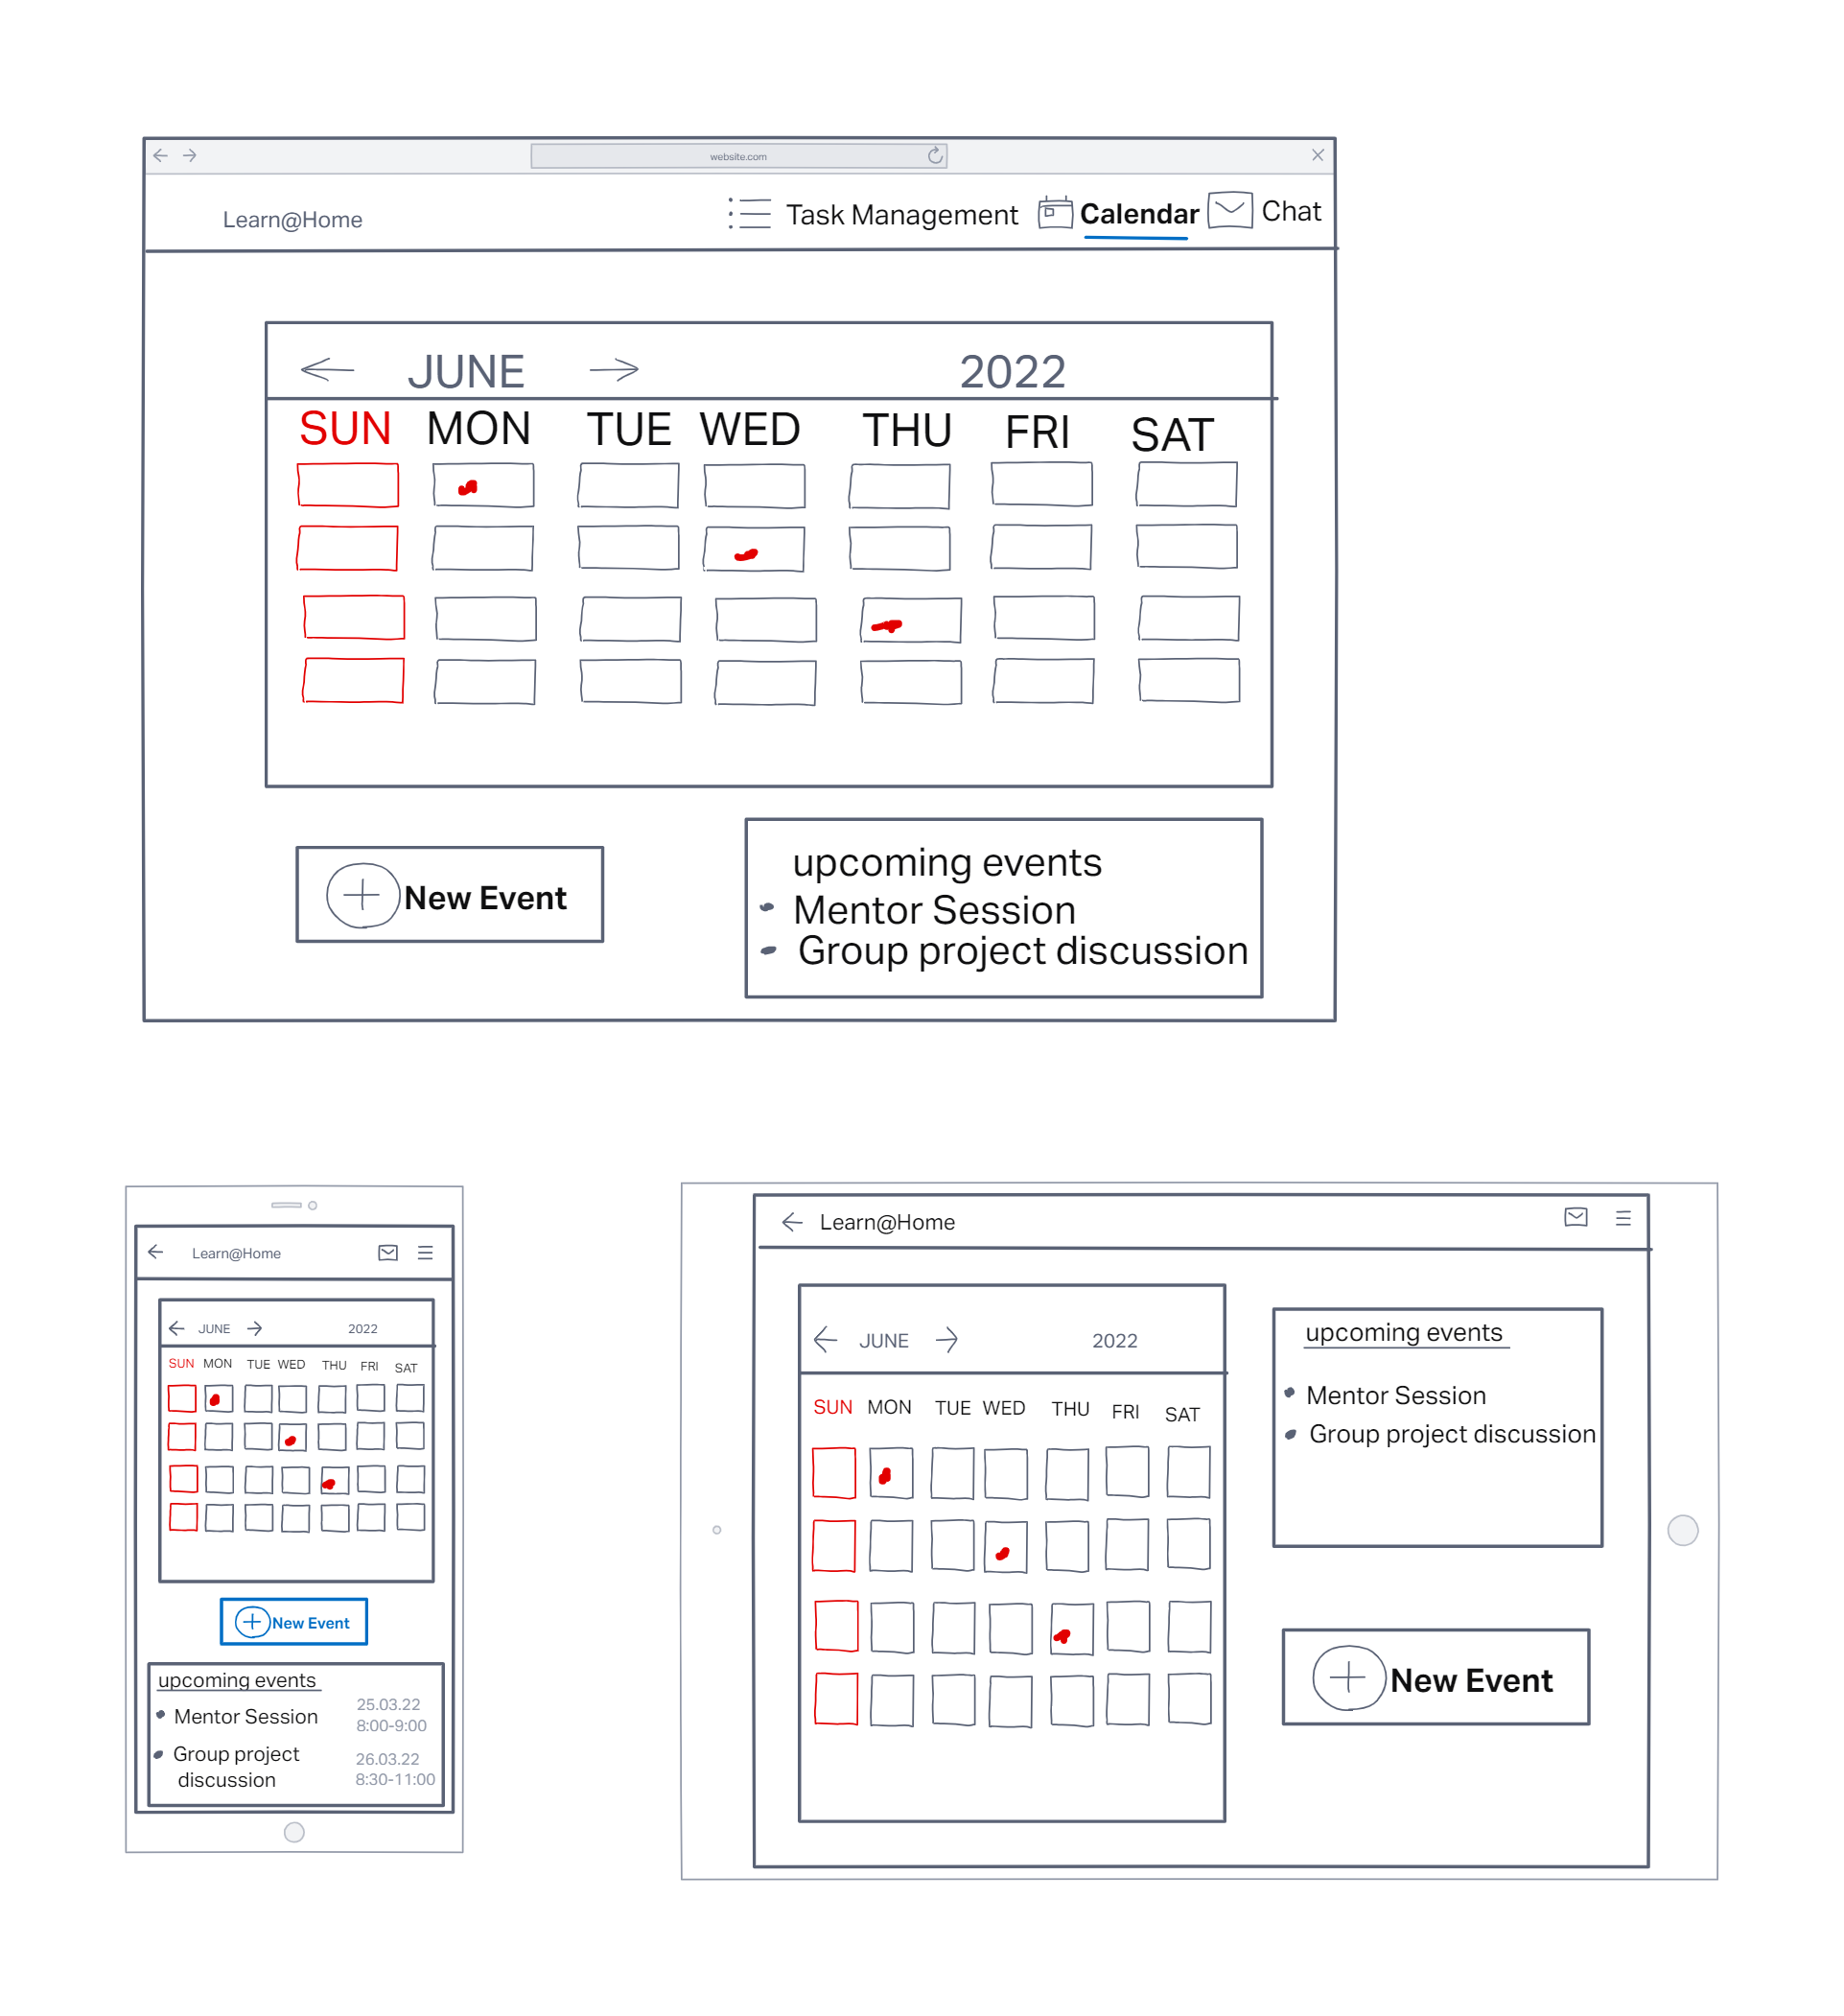 website.com
Learn@Home
Task Management
Calendar
Chat
JUNE
2022
SUN MON TUE WED THU FRI SAT
New Event
upcoming events
Mentor Session
Group project discussion
Learn@Home
JUNE
2022
SUN MON TUE WED THU FRI SAT
New Event
upcoming events
Mentor Session
25.03.22
8:00-9:00
Group project
discussion
26.03.22
8:30-11:00
Learn@Home
JUNE
2022
SUN MON TUE WED THU FRI SAT
upcoming events
Mentor Session
Group project discussion
New Event